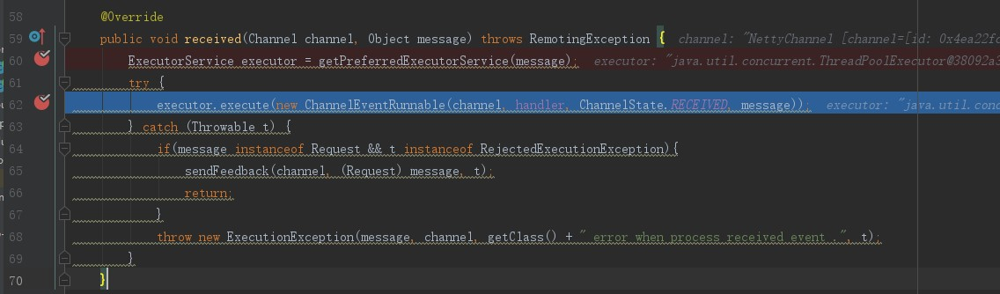 58 @Override
59 public void received(Channel channel, Object message) throws RemotingException { channel: "NettyChannel [channel=[id: 0x4ea22fc
60 ExecutorService executor = getPreferredExecutorService(message); executor: "java.util.concurrent.ThreadPoolExecutor@38092a3
61 try {
62 executor.execute(new ChannelEventRunnable(channel, handler, ChannelState.RECEIVED, message)); executor: "java.util.conc
63 } catch (Throwable t) {
64 if(message instanceof Request && t instanceof RejectedExecutionException){
65 sendFeedback(channel, (Request) message, t);
66 return;
67 }
68 throw new ExecutionException(message, channel, getClass() + " error when process received event .", t);
69 }
70 }